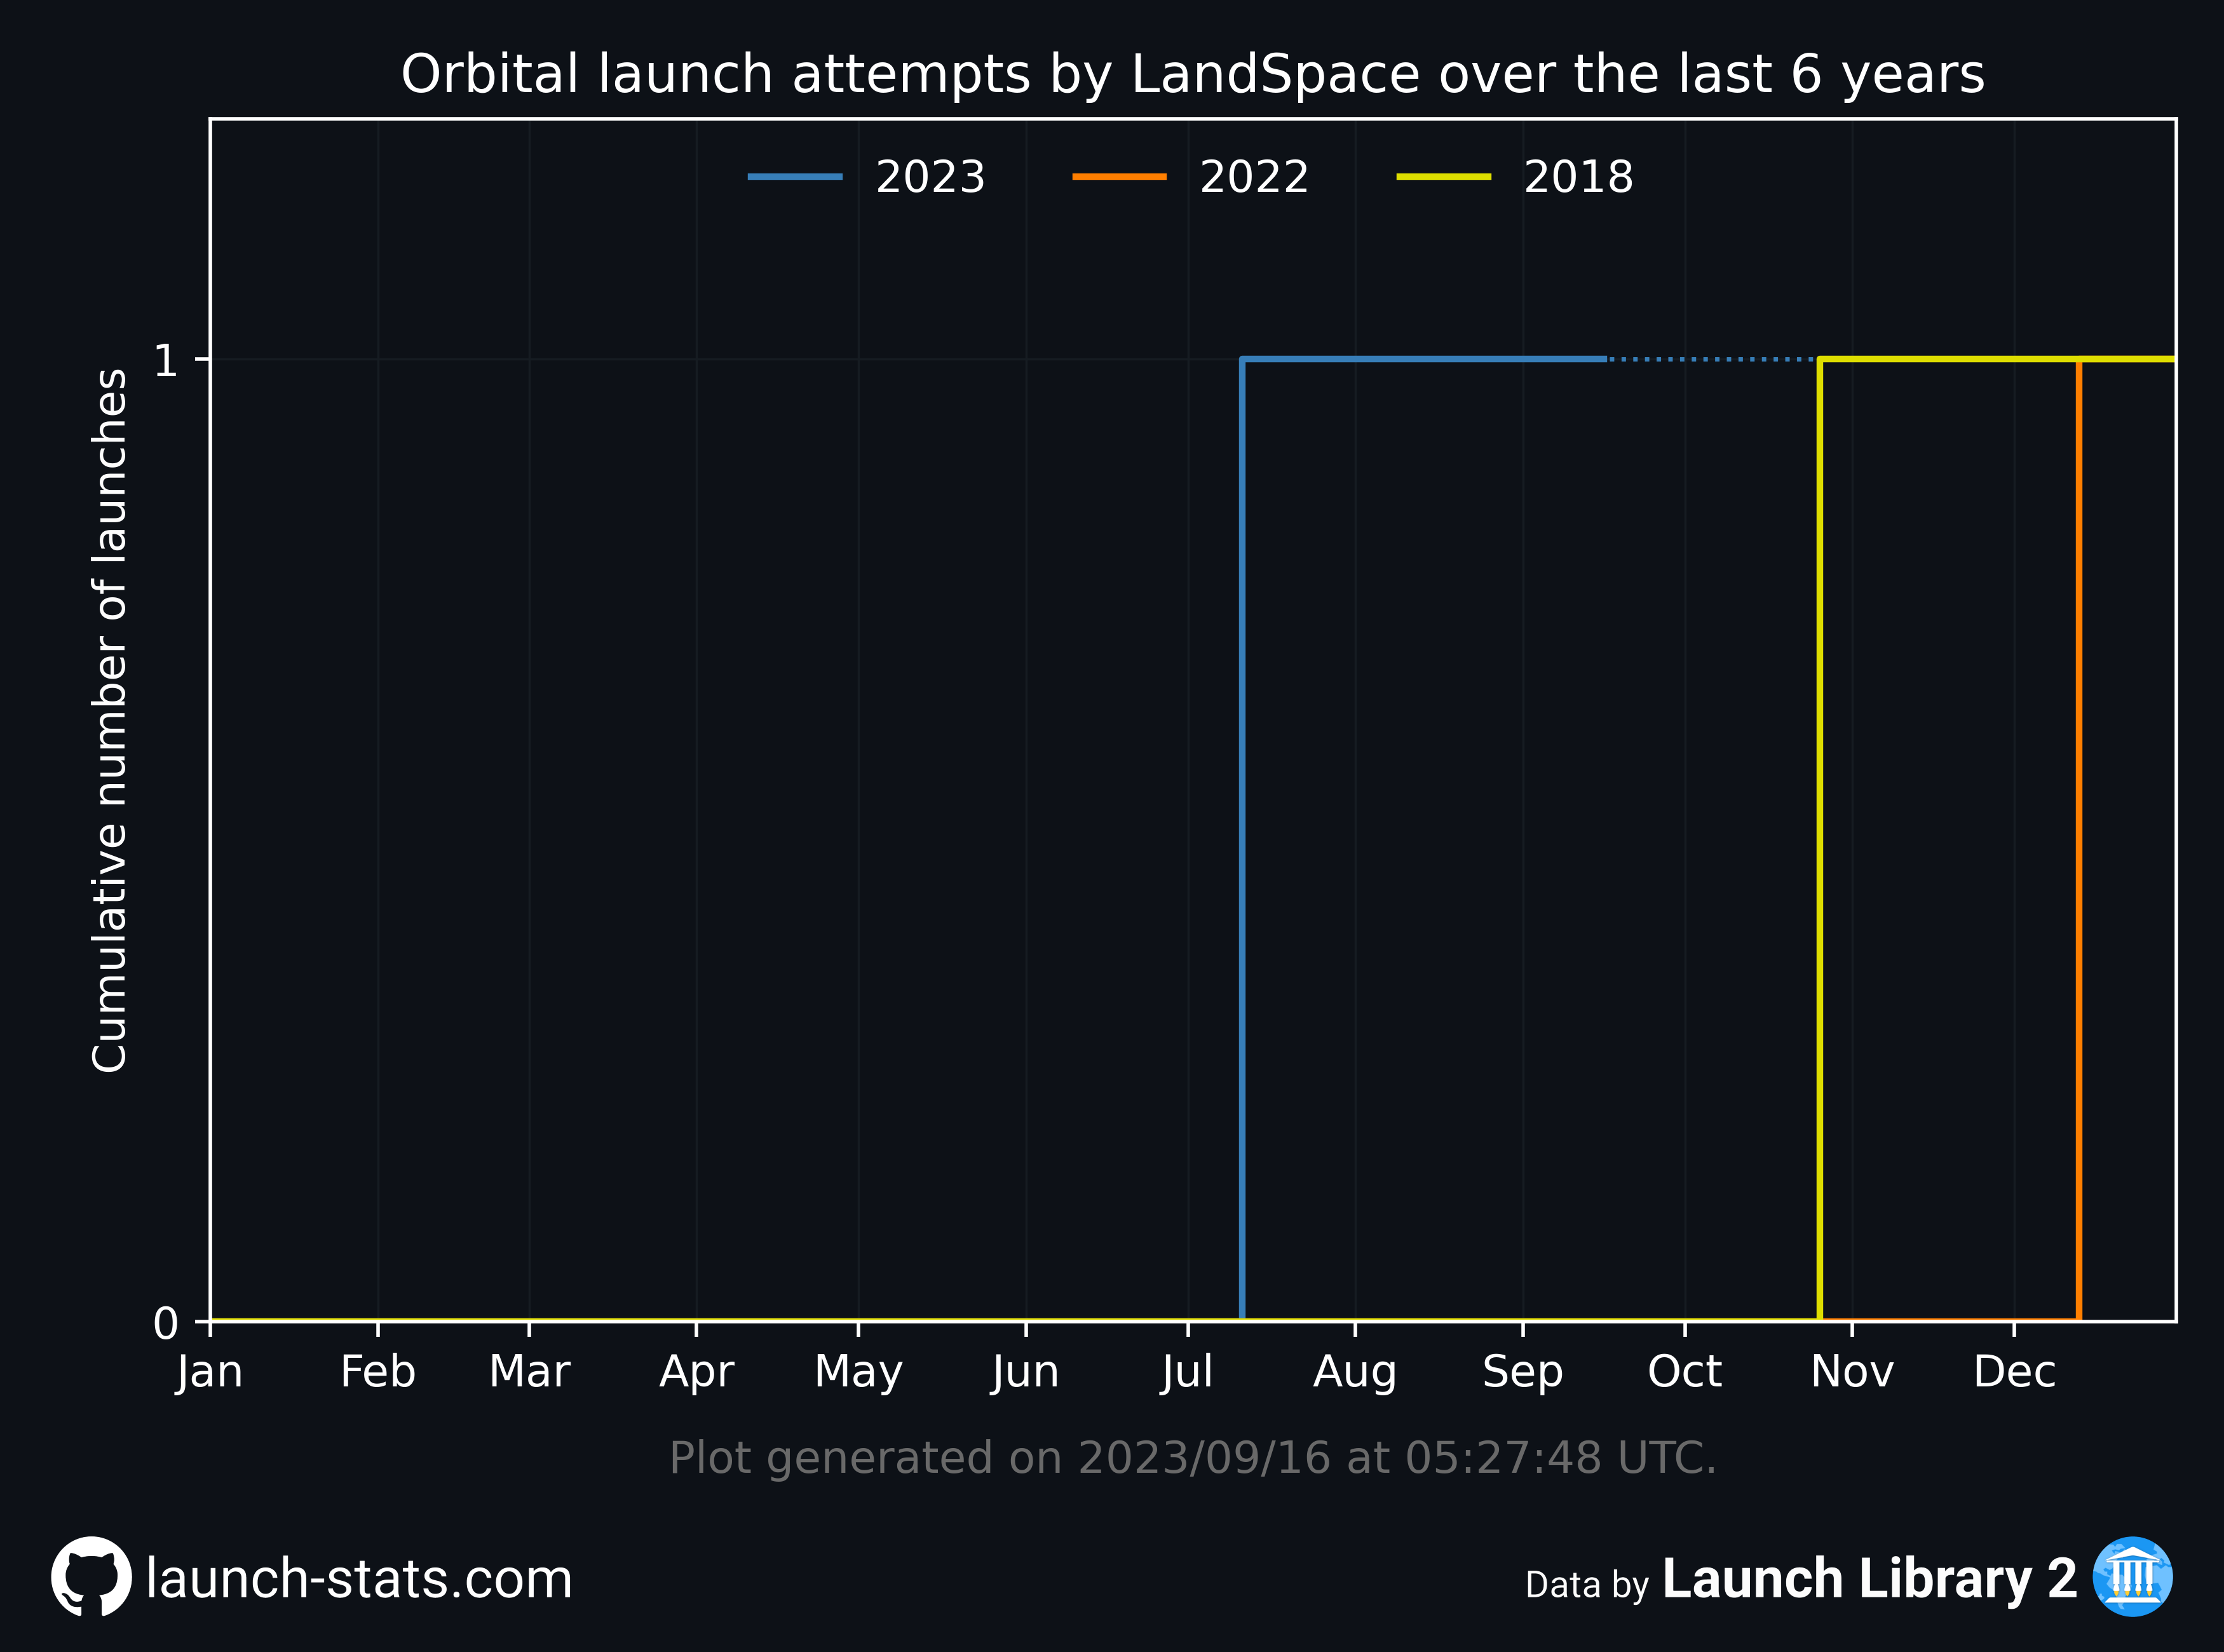 Orbital launch attempts by LandSpace over the last 6 years
2023 2022 2018
Cumulative number of launches
1
0
Jan Feb Mar Apr May Jun Jul Aug Sep Oct Nov Dec
Plot generated on 2023/09/16 at 05:27:48 UTC.
launch-stats.com
Data by Launch Library 2